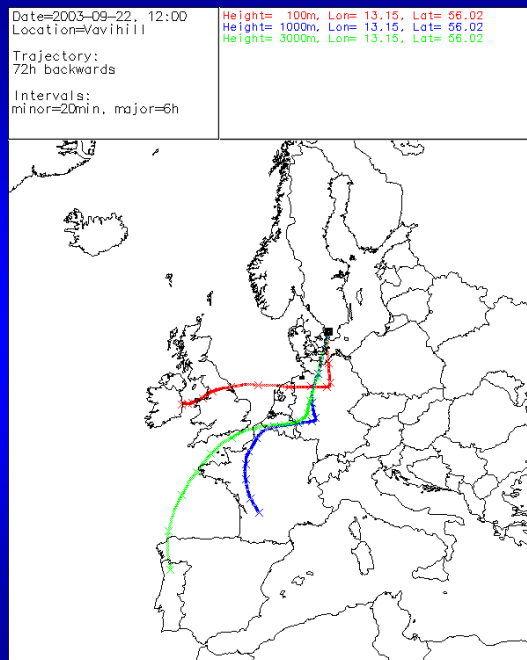 Date=2003-09-22, 12:00
Location=Vavihill
Trajectory:
72h backwards
Intervals:
minor=20min, major=6h
Height=  100m, Lon= 13.15, Lat= 56.02
Height= 1000m, Lon= 13.15, Lat= 56.02
Height= 3000m, Lon= 13.15, Lat= 56.02